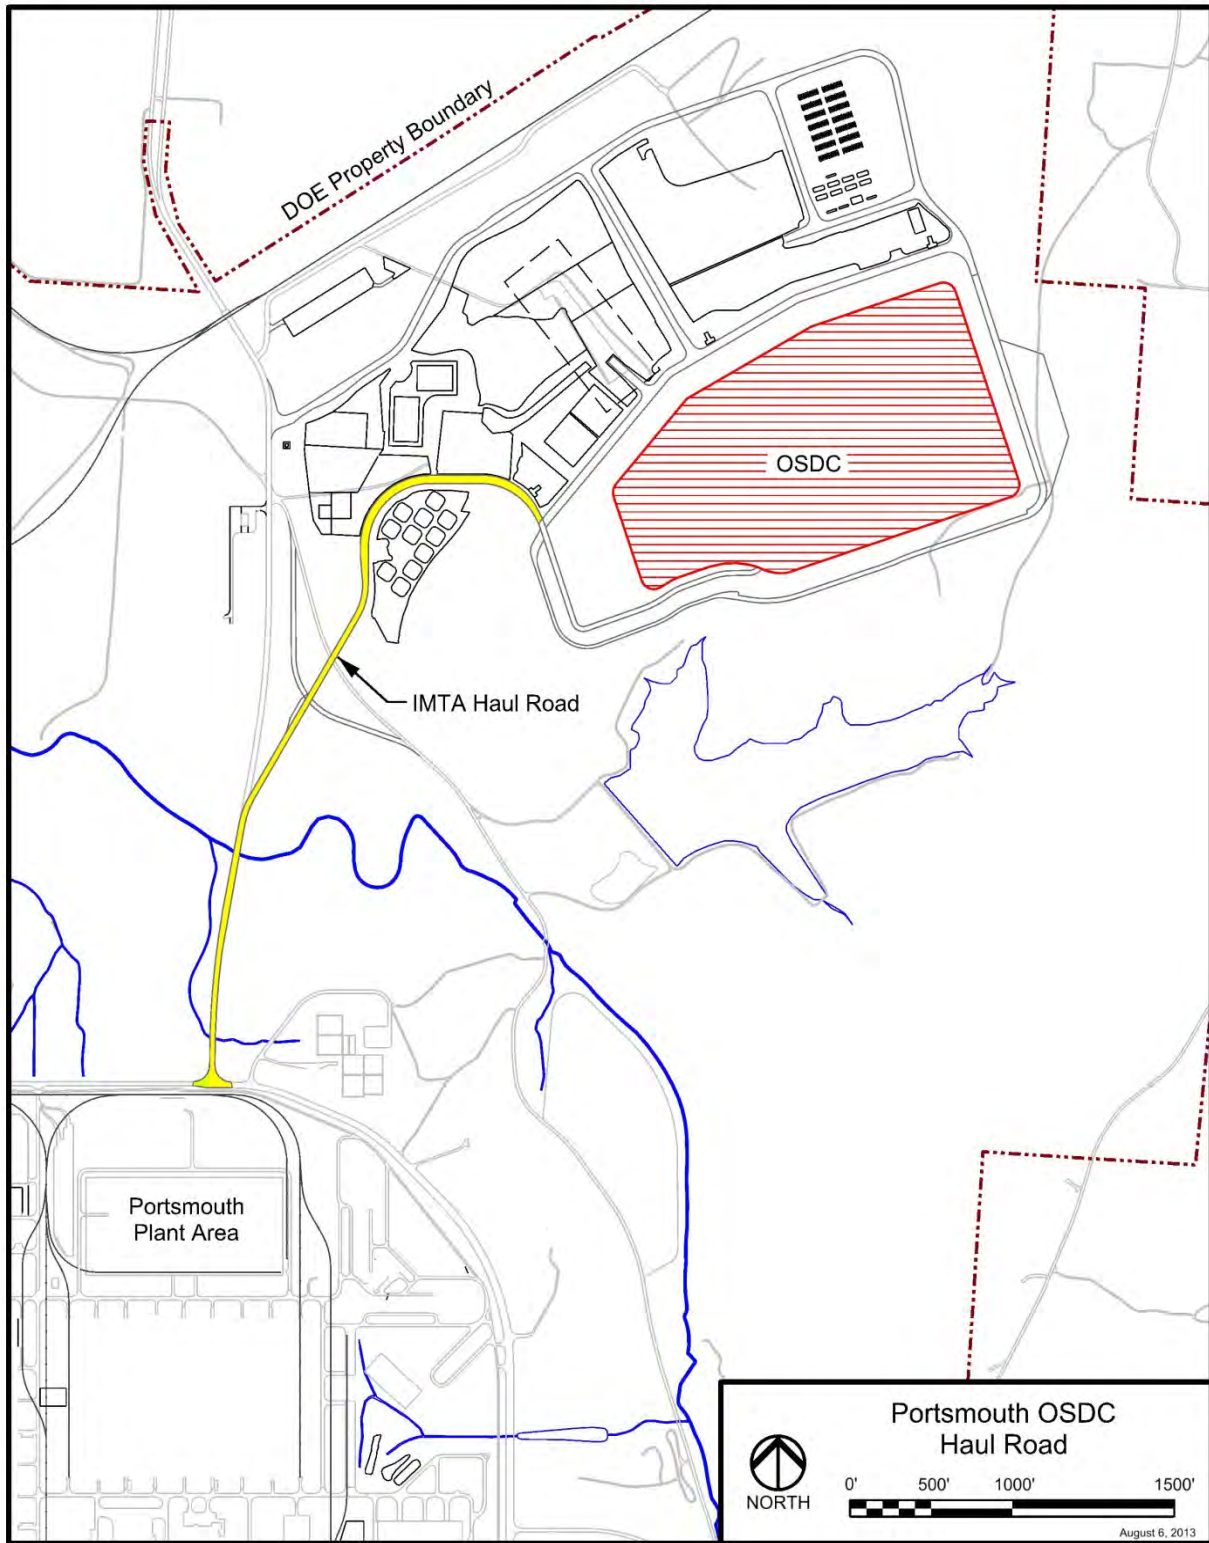 DOE Property Boundary
OSDC
IMTA Haul Road
Portsmouth
Plant Area
Portsmouth OSDC
Haul Road
NORTH
0' 500' 1000' 1500'
August 6, 2013